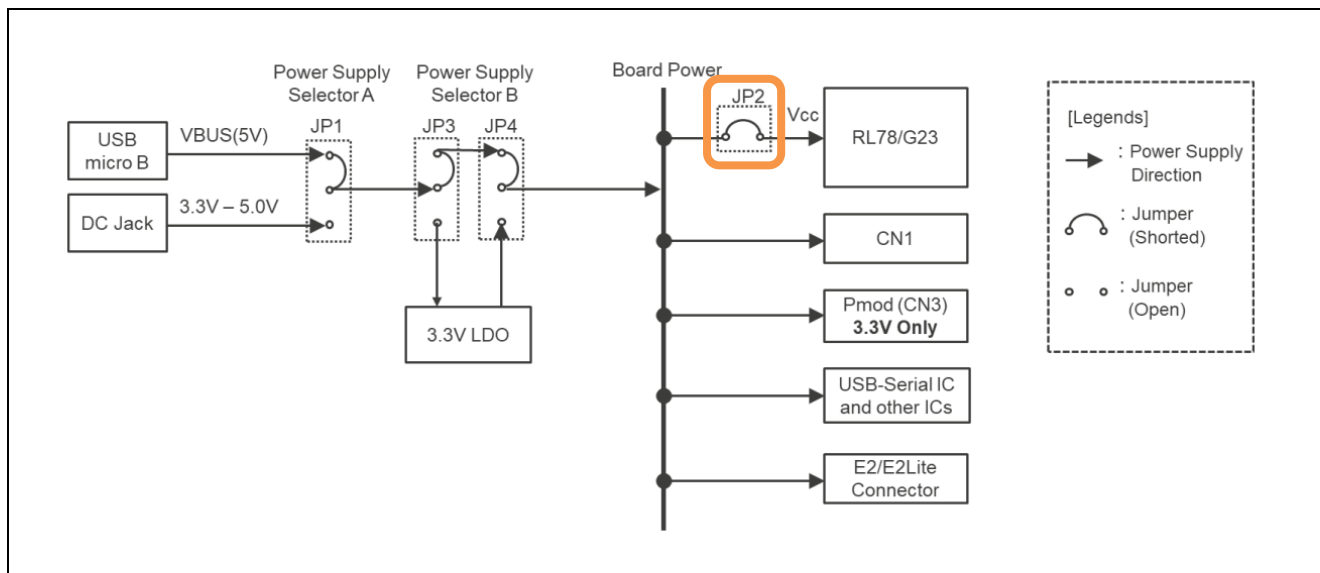 Power Supply
Selector A
Power Supply
Selector B
Board Power
JP1
JP3
JP4
JP2
Vcc
USB
micro B
VBUS(5V)
DC Jack
3.3V – 5.0V
3.3V LDO
RL78/G23
CN1
Pmod (CN3)
3.3V Only
USB-Serial IC
and other ICs
E2/E2Lite
Connector
[Legends]
: Power Supply
Direction
: Jumper
(Shorted)
: Jumper
(Open)